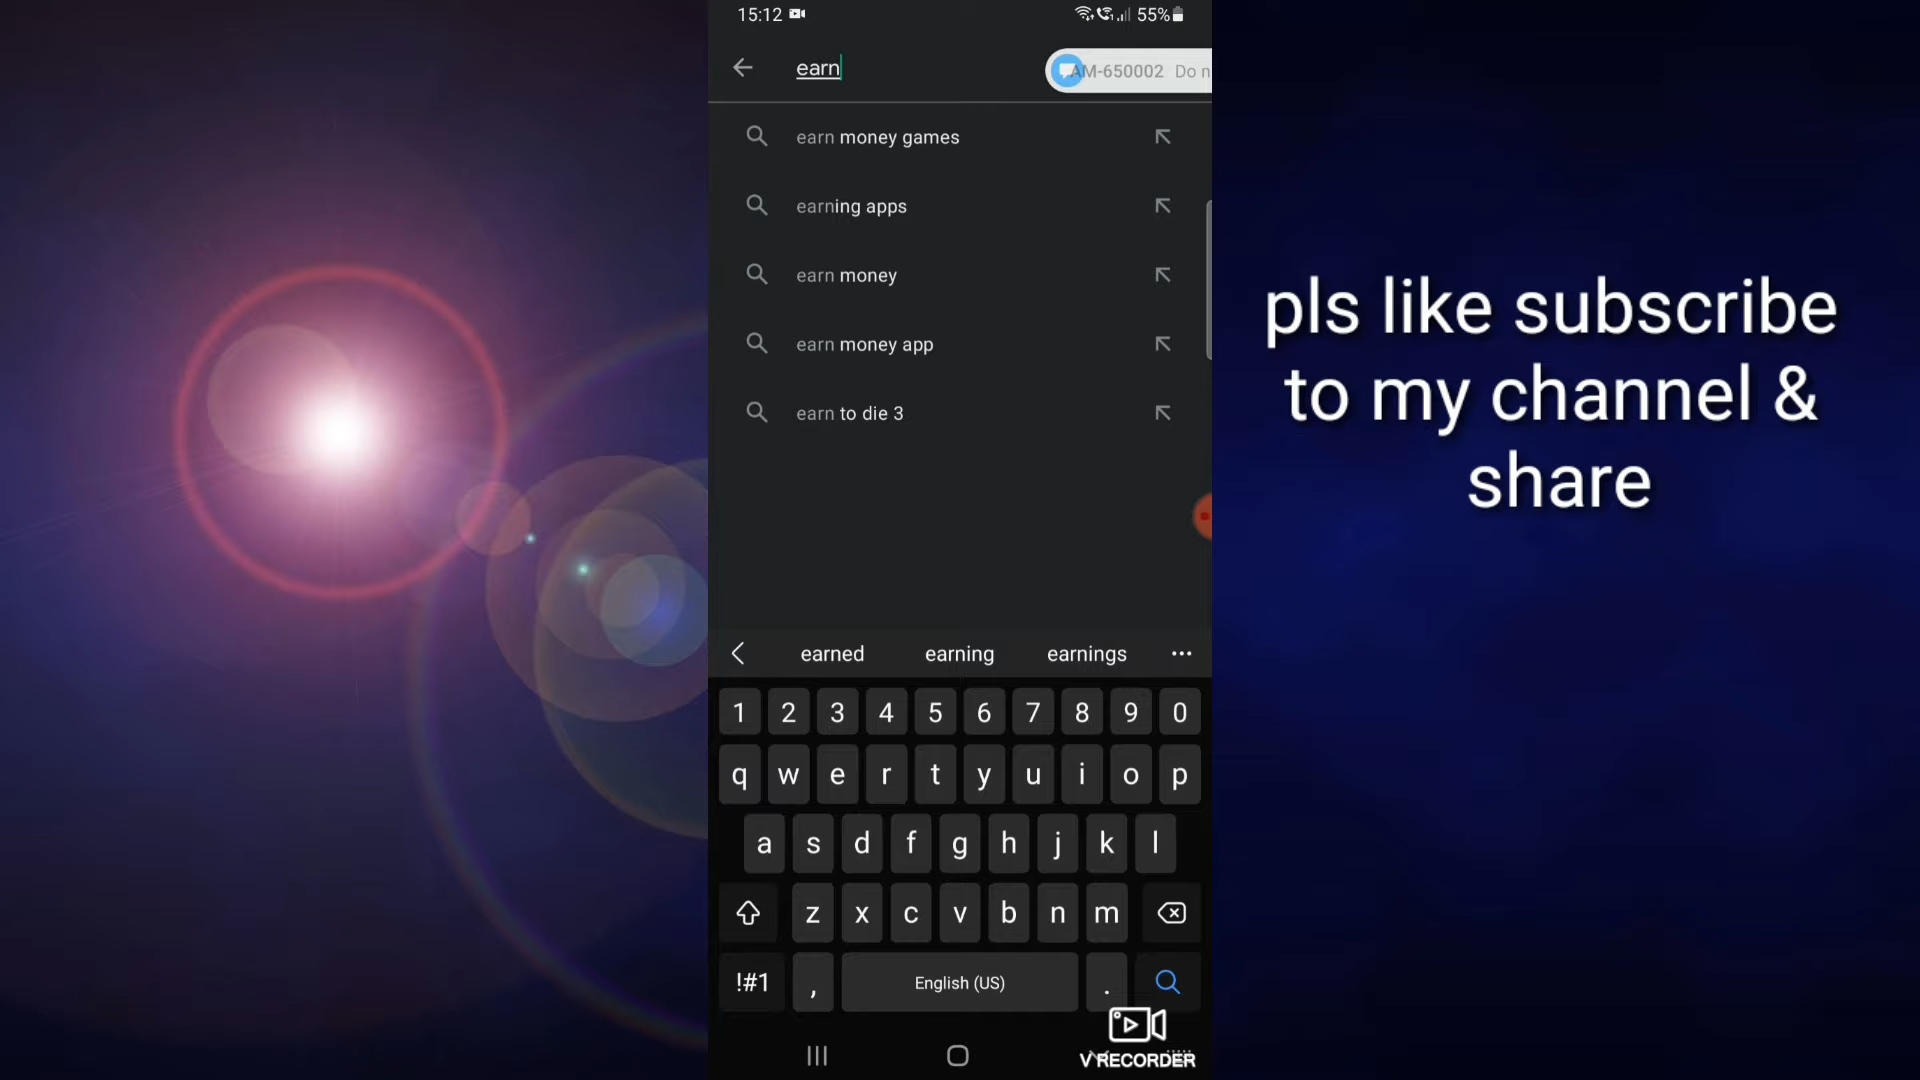 15:12
55%
earn
AM-650002 Do n
earn money games
earning apps
earn money
earn money app
earn to die 3
earned earning earnings
1 2 3 4 5 6 7 8 9 0
q w e r t y u i o p
a s d f g h j k l
z x c v b n m
!#1 , English (US) .
V RECORDER
pls like subscribe
to my channel &
share